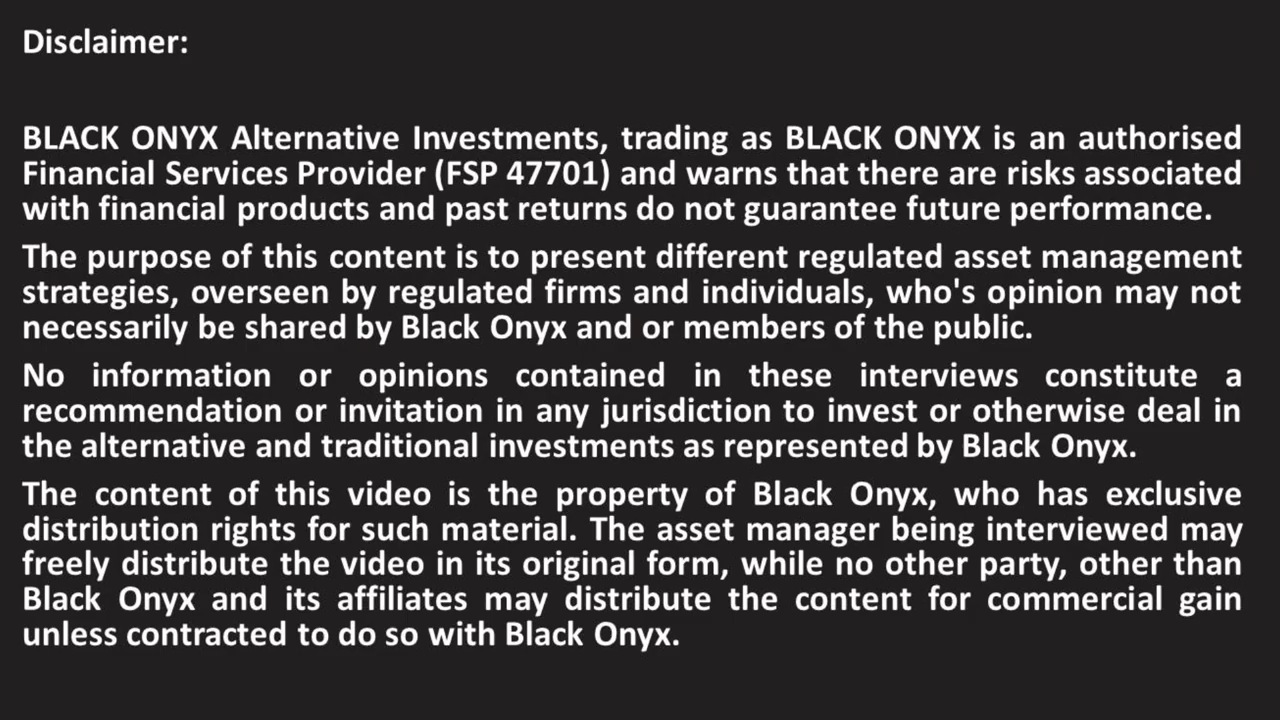 Disclaimer:
BLACK ONYX Alternative Investments, trading as BLACK ONYX is an authorised
Financial Services Provider (FSP 47701) and warns that there are risks associated
with financial products and past returns do not guarantee future performance.
The purpose of this content is to present different regulated asset management
strategies, overseen by regulated firms and individuals, who's opinion may not
necessarily be shared by Black Onyx and or members of the public.
No information or opinions contained in these interviews constitute a
recommendation or invitation in any jurisdiction to invest or otherwise deal in
the alternative and traditional investments as represented by Black Onyx.
The content of this video is the property of Black Onyx, who has exclusive
distribution rights for such material. The asset manager being interviewed may
freely distribute the video in its original form, while no other party, other than
Black Onyx and its affiliates may distribute the content for commercial gain
unless contracted to do so with Black Onyx.